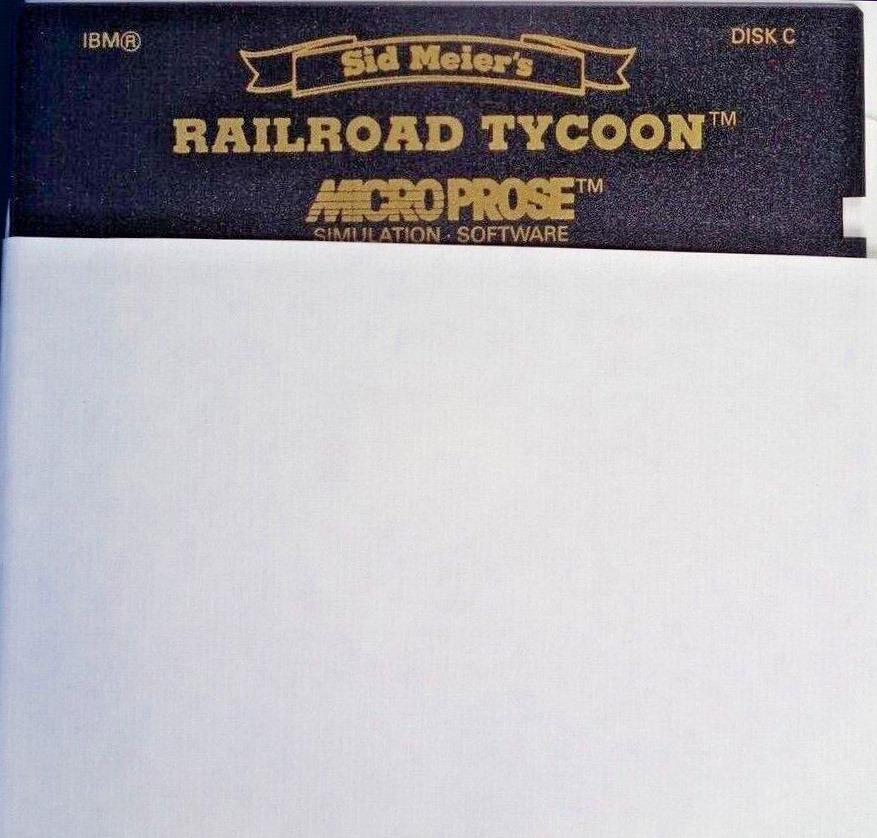 IBM® DISK C
Sid Meier's
RAILROAD TYCOON™
MICROPROSE™
SIMULATION · SOFTWARE